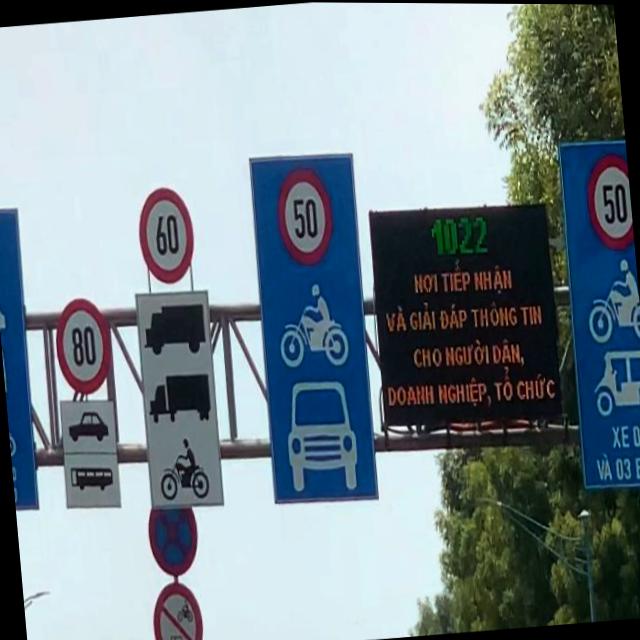 80
60
50
1022
NƠI TIẾP NHẬN
VÀ GIẢI ĐÁP THÔNG TIN
CHO NGƯỜI DÂN,
DOANH NGHIỆP, TỔ CHỨC
50
XE
VÀ 03